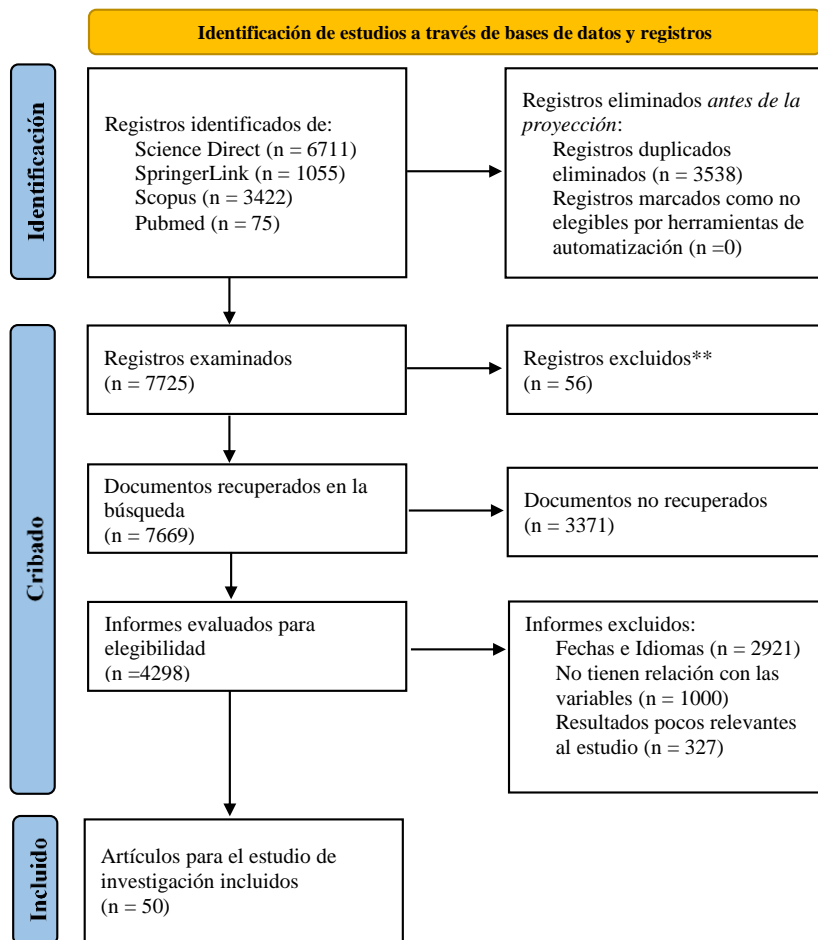 Identificación de estudios a través de bases de datos y registros
Identificación
Registros identificados de:
Science Direct (n = 6711)
SpringerLink (n = 1055)
Scopus (n = 3422)
Pubmed (n = 75)
Registros eliminados antes de la
proyección:
Registros duplicados
eliminados (n = 3538)
Registros marcados como no
elegibles por herramientas de
automatización (n =0)
Cribado
Registros examinados
(n = 7725)
Registros excluidos**
(n = 56)
Documentos recuperados en la
búsqueda
(n = 7669)
Documentos no recuperados
(n = 3371)
Informes evaluados para
elegibilidad
(n =4298)
Informes excluidos:
Fechas e Idiomas (n = 2921)
No tienen relación con las
variables (n = 1000)
Resultados pocos relevantes
al estudio (n = 327)
Incluido
Artículos para el estudio de
investigación incluidos
(n = 50)